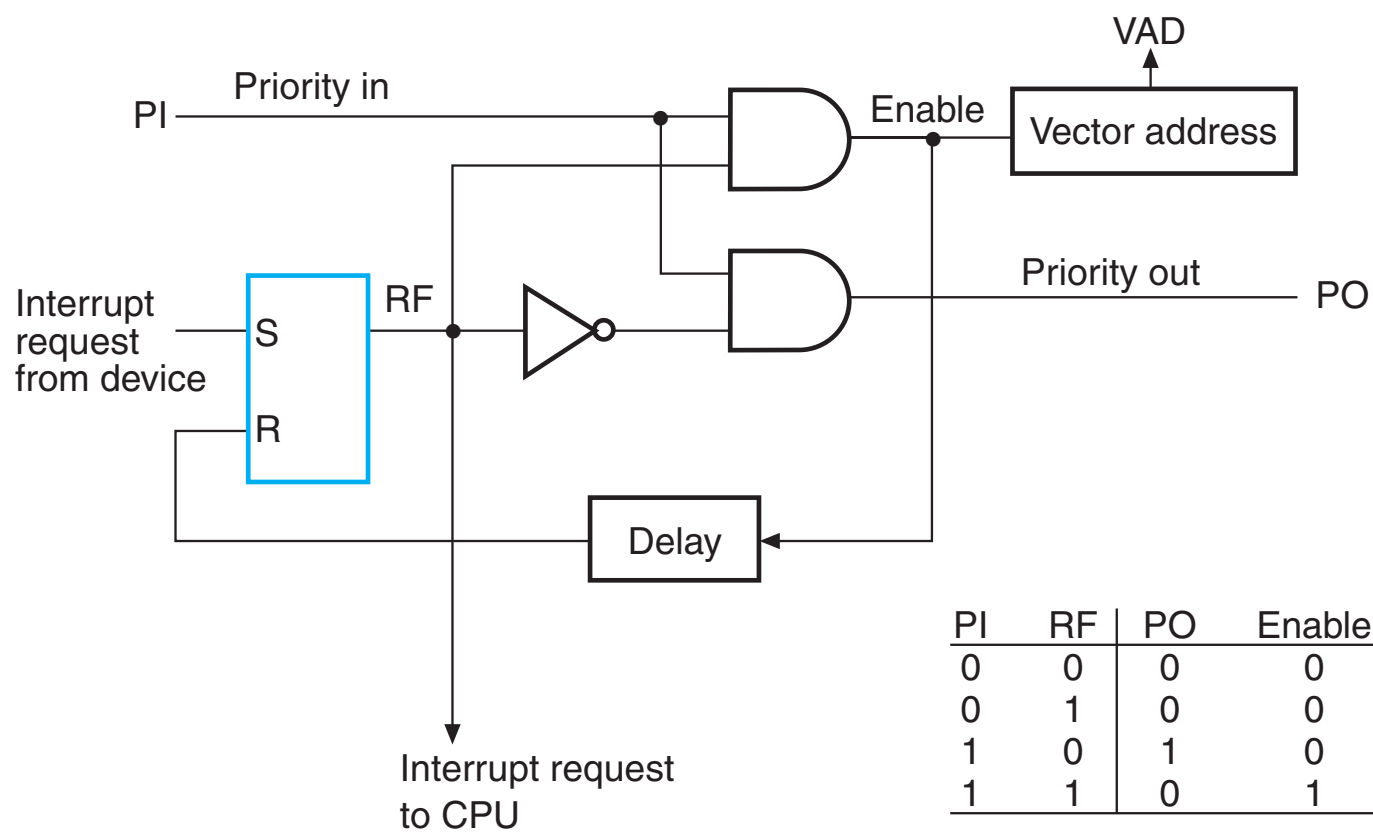 VAD
Priority in
PI
Enable
Vector address
Priority out
PO
Interrupt
request
from device
S
RF
R
Delay
PI RF PO Enable
0 0 0 0
0 1 0 0
1 0 1 0
1 1 0 1
Interrupt request
to CPU